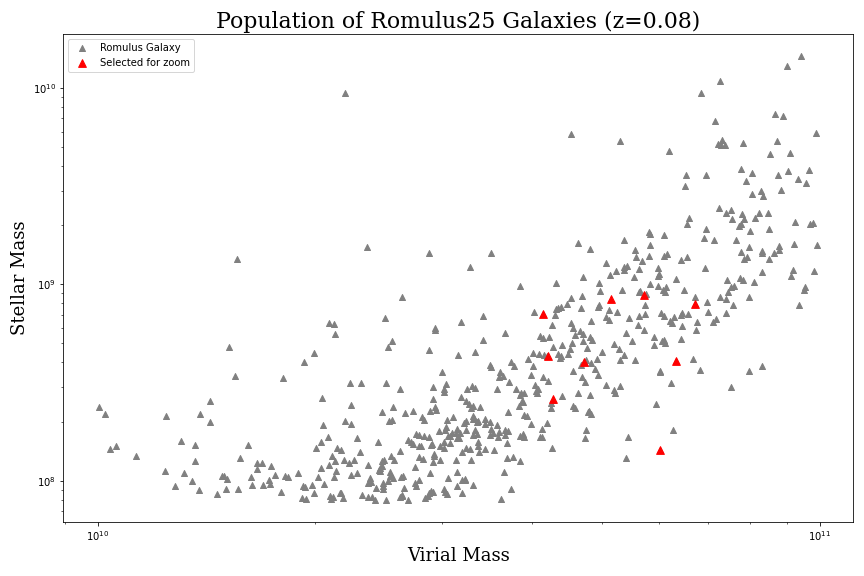 Population of Romulus25 Galaxies (z=0.08)
Romulus Galaxy
Selected for zoom
Stellar Mass
10¹⁰
10⁹
10⁸
10¹⁰
10¹¹
Virial Mass